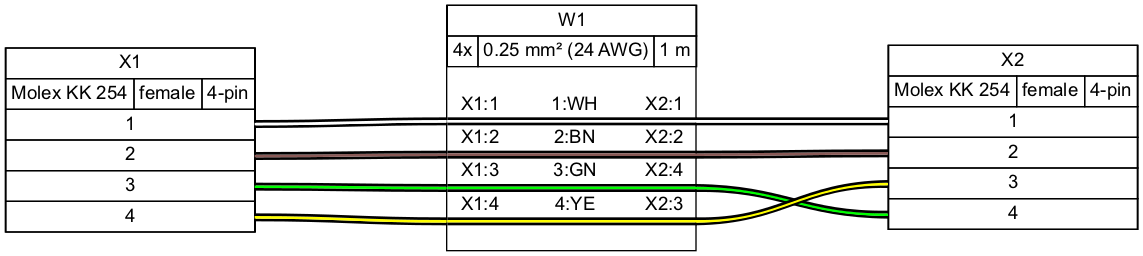 X1
Molex KK 254 female 4-pin
1
2
3
4
W1
4x 0.25 mm² (24 AWG) 1 m
X1:1 1:WH X2:1
X1:2 2:BN X2:2
X1:3 3:GN X2:4
X1:4 4:YE X2:3
X2
Molex KK 254 female 4-pin
1
2
3
4